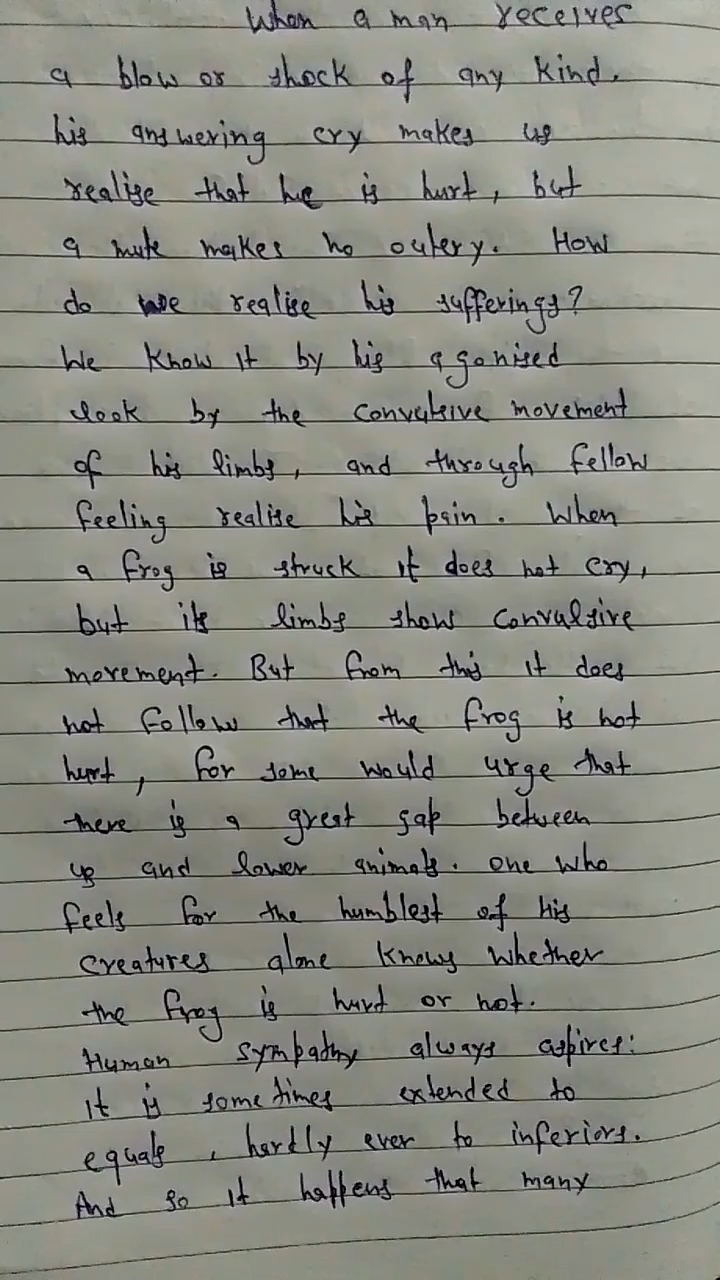 When a man receives
a blow or shock of any kind.
his answering cry makes us
realise that he is hurt, but
a mute makes no outcry. How
do we realise his sufferings?
We know it by his agonised
look by the convulsive movement
of his limbs, and through fellow
feeling realise his pain. When
a frog is struck it does not cry,
but its limbs show convulsive
movement. But from this it does
not follow that the frog is not
hurt, for some would urge that
there is a great gap between
us and lower animals. One who
feels for the humblest of His
creatures alone knows whether
the frog is hurt or not.
Human sympathy always aspires:
it is sometimes extended to
equals, hardly ever to inferiors.
And so it happens that many